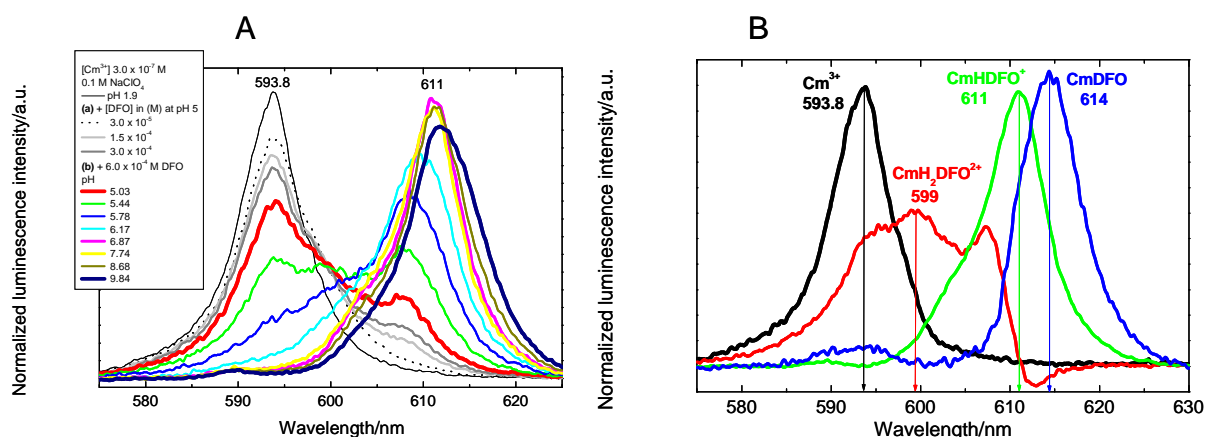 A
Normalized luminescence intensity/a.u.
[Cm³⁺] 3.0 x 10⁻⁷ M
0.1 M NaClO₄
pH 1.9
(a) + [DFO] in (M) at pH 5
3.0 x 10⁻⁵
1.5 x 10⁻⁴
3.0 x 10⁻⁴
(b) + 6.0 x 10⁻⁴ M DFO
pH
5.03
5.44
5.78
6.17
6.87
7.74
8.68
9.84
593.8
611
580 590 600 610 620
Wavelength/nm
B
Normalized luminescence intensity/a.u.
Cm³⁺
593.8
CmH₂DFO²⁺
599
CmHDFO⁺
611
CmDFO
614
580 590 600 610 620 630
Wavelength/nm